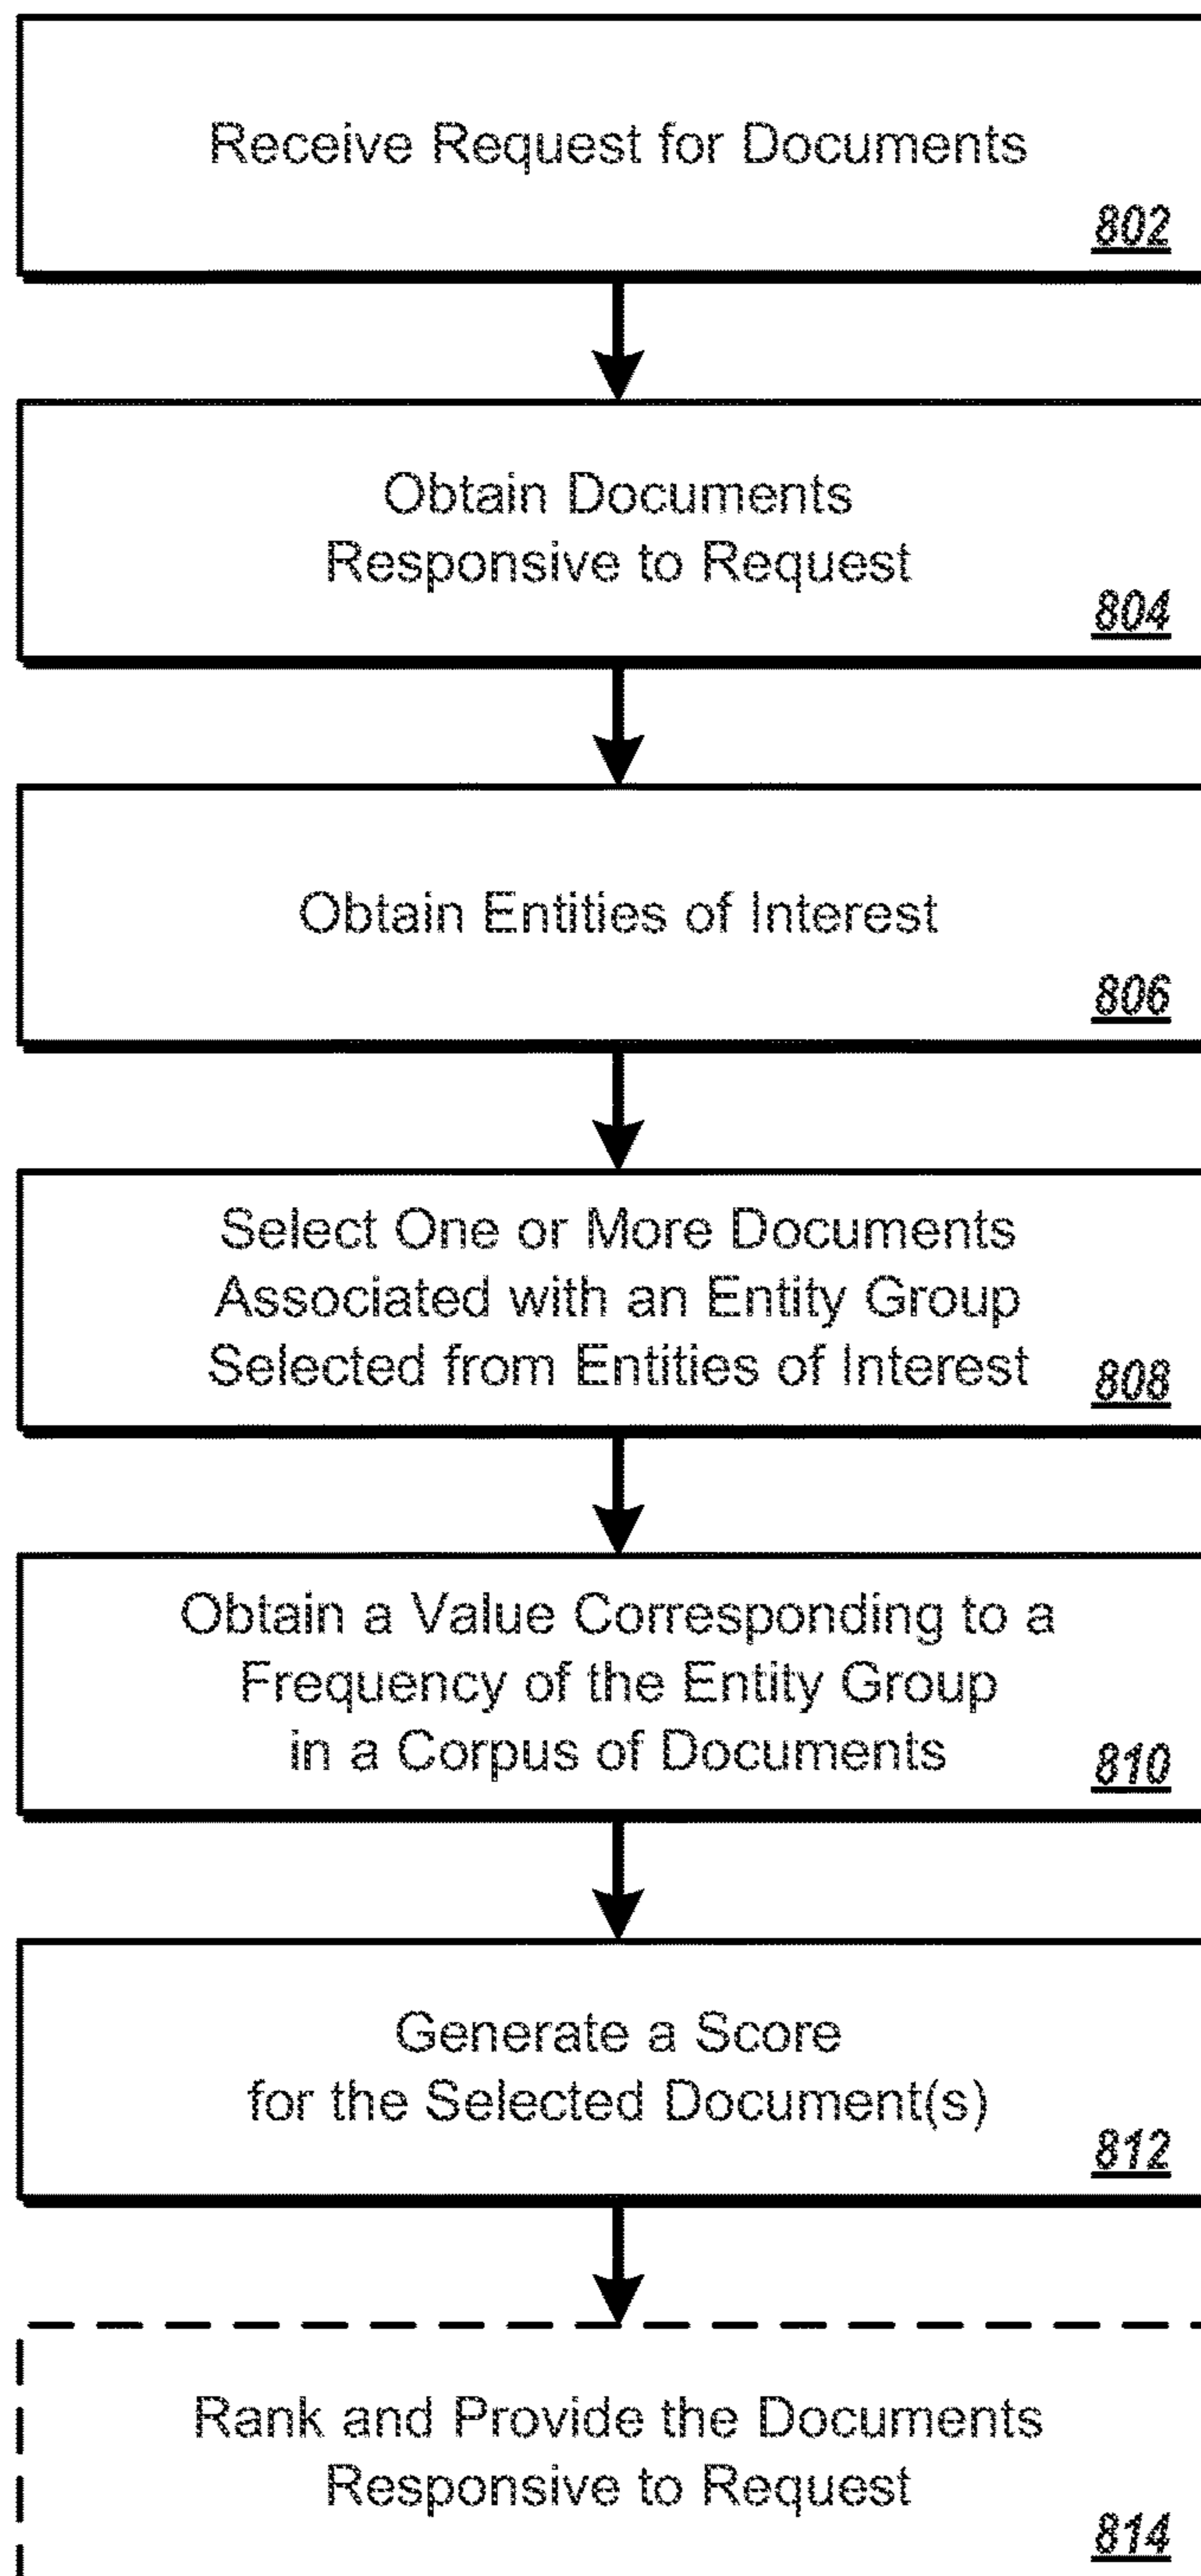 Receive Request for Documents
802
Obtain Documents
Responsive to Request
804
Obtain Entities of Interest
806
Select One or More Documents
Associated with an Entity Group
Selected from Entities of Interest
808
Obtain a Value Corresponding to a
Frequency of the Entity Group
in a Corpus of Documents
810
Generate a Score
for the Selected Document(s)
812
Rank and Provide the Documents
Responsive to Request
814